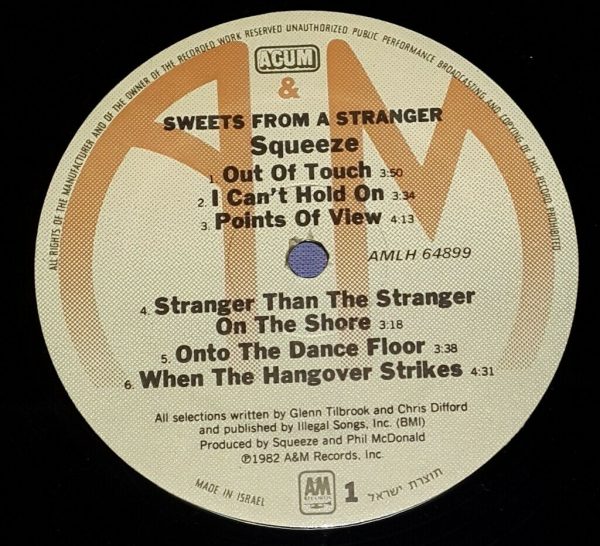 ALL RIGHTS OF THE MANUFACTURER AND OF THE OWNER OF THE RECORDED WORK RESERVED UNAUTHORIZED PUBLIC PERFORMANCE BROADCASTING AND COPYING OF THIS RECORD PROHIBITED
ACUM
&
SWEETS FROM A STRANGER
Squeeze
1. Out Of Touch 3:50
2. I Can't Hold On 3:34
3. Points Of View 4:13
AMLH 64899
4. Stranger Than The Stranger
On The Shore 3:18
5. Onto The Dance Floor 3:38
6. When The Hangover Strikes 4:31
All selections written by Glenn Tilbrook and Chris Difford
and published by Illegal Songs, Inc. (BMI)
Produced by Squeeze and Phil McDonald
℗1982 A&M Records, Inc.
MADE IN ISRAEL
AM
RECORDS
1
תוצרת ישראל